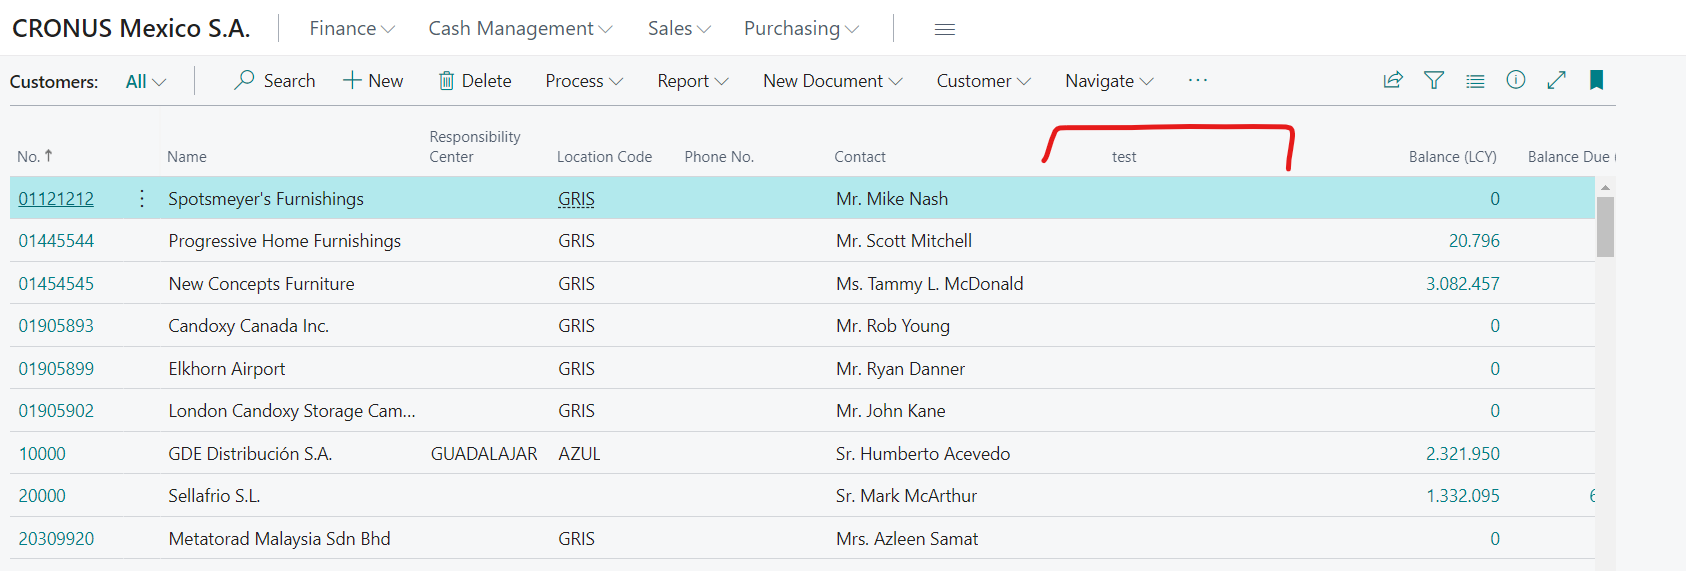 CRONUS Mexico S.A. Finance Cash Management Sales Purchasing
Customers: All Search New Delete Process Report New Document Customer Navigate ...
No. ↑ Name Responsibility Center Location Code Phone No. Contact test Balance (LCY) Balance Due (
01121212 Spotsmeyer's Furnishings GRIS Mr. Mike Nash 0
01445544 Progressive Home Furnishings GRIS Mr. Scott Mitchell 20.796
01454545 New Concepts Furniture GRIS Ms. Tammy L. McDonald 3.082.457
01905893 Candoxy Canada Inc. GRIS Mr. Rob Young 0
01905899 Elkhorn Airport GRIS Mr. Ryan Danner 0
01905902 London Candoxy Storage Cam... GRIS Mr. John Kane 0
10000 GDE Distribución S.A. GUADALAJAR AZUL Sr. Humberto Acevedo 2.321.950
20000 Sellafrio S.L. Sr. Mark McArthur 1.332.095
20309920 Metatorad Malaysia Sdn Bhd GRIS Mrs. Azleen Samat 0